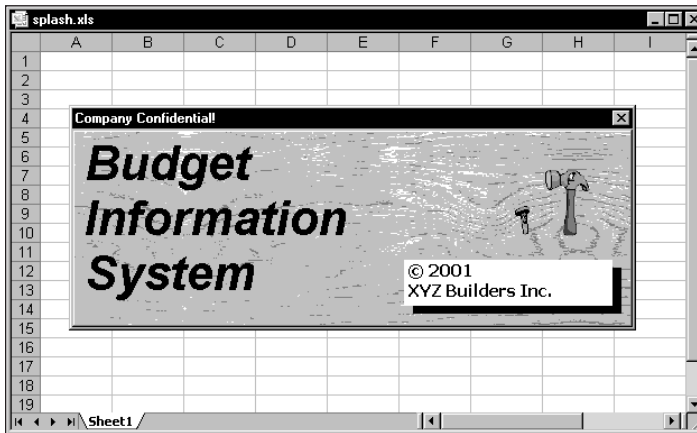 splash.xls
A B C D E F G H I
1
2
3
4
Company Confidential!
5
6
7
8
9
10
11
12
13
14
15
16
17
18
19
Budget
Information
System
© 2001
XYZ Builders Inc.
Sheet1